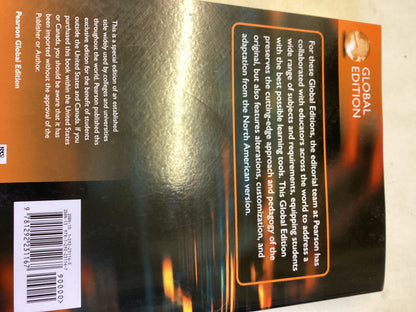 GLOBAL
EDITION
For these Global Editions, the editorial team at Pearson has
collaborated with educators across the world to address a
wide range of subjects and requirements, equipping students
with the best possible learning tools. This Global Edition
preserves the cutting-edge approach and pedagogy of the
original, but also features alterations, customization, and
adaptation from the North American version.
This is a special edition of an established
title widely used by colleges and universities
throughout the world. Pearson published this
exclusive edition for the benefit of students
outside the United States and Canada. If you
purchased this book within the United States
or Canada, you should be aware that it has
been imported without the approval of the
Publisher or Author.
Pearson Global Edition
90000>